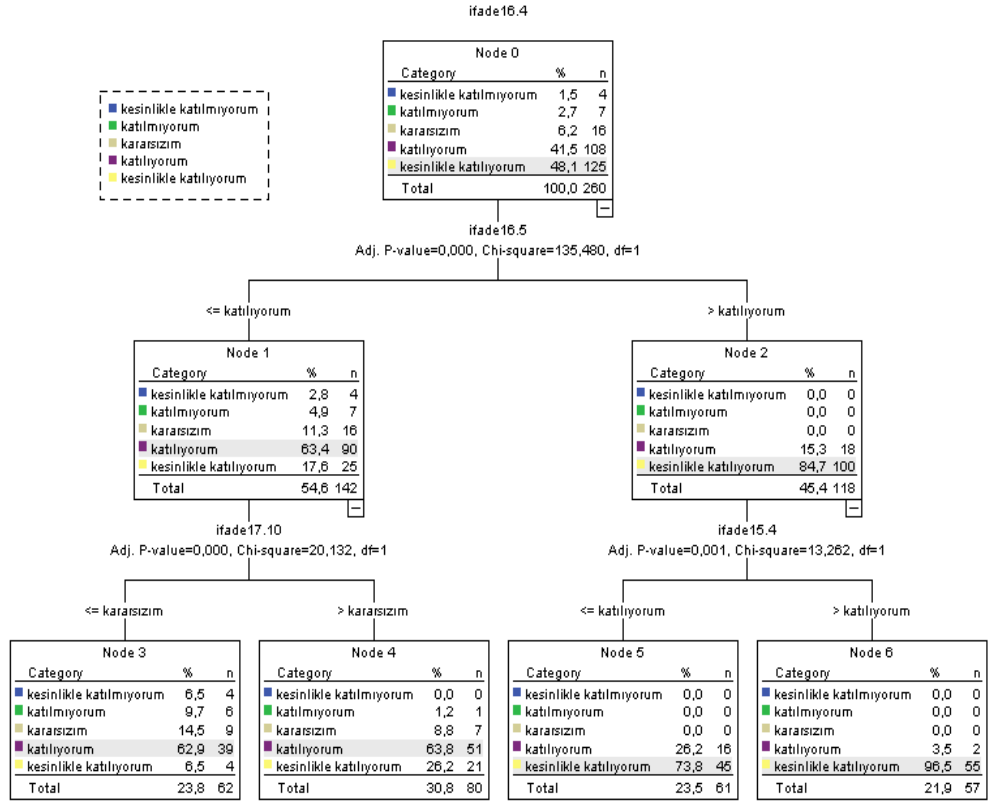 ifade16.4
Node 0
Category % n
kesinlikle katılmıyorum 1,5 4
katılmıyorum 2,7 7
kararsızım 6,2 16
katılıyorum 41,5 108
kesinlikle katılıyorum 48,1 125
Total 100,0 260
kesinlikle katılmıyorum
katılmıyorum
kararsızım
katılıyorum
kesinlikle katılıyorum
ifade16.5
Adj. P-value=0,000, Chi-square=135,480, df=1
<= katılıyorum
> katılıyorum
Node 1
Category % n
kesinlikle katılmıyorum 2,8 4
katılmıyorum 4,9 7
kararsızım 11,3 16
katılıyorum 63,4 90
kesinlikle katılıyorum 17,6 25
Total 54,6 142
Node 2
Category % n
kesinlikle katılmıyorum 0,0 0
katılmıyorum 0,0 0
kararsızım 0,0 0
katılıyorum 15,3 18
kesinlikle katılıyorum 84,7 100
Total 45,4 118
ifade17.10
Adj. P-value=0,000, Chi-square=20,132, df=1
ifade15.4
Adj. P-value=0,001, Chi-square=13,262, df=1
<= kararsızım
> kararsızım
<= katılıyorum
> katılıyorum
Node 3
Category % n
kesinlikle katılmıyorum 6,5 4
katılmıyorum 9,7 6
kararsızım 14,5 9
katılıyorum 62,9 39
kesinlikle katılıyorum 6,5 4
Total 23,8 62
Node 4
Category % n
kesinlikle katılmıyorum 0,0 0
katılmıyorum 1,2 1
kararsızım 8,8 7
katılıyorum 63,8 51
kesinlikle katılıyorum 26,2 21
Total 30,8 80
Node 5
Category % n
kesinlikle katılmıyorum 0,0 0
katılmıyorum 0,0 0
kararsızım 0,0 0
katılıyorum 26,2 16
kesinlikle katılıyorum 73,8 45
Total 23,5 61
Node 6
Category % n
kesinlikle katılmıyorum 0,0 0
katılmıyorum 0,0 0
kararsızım 0,0 0
katılıyorum 3,5 2
kesinlikle katılıyorum 96,5 55
Total 21,9 57